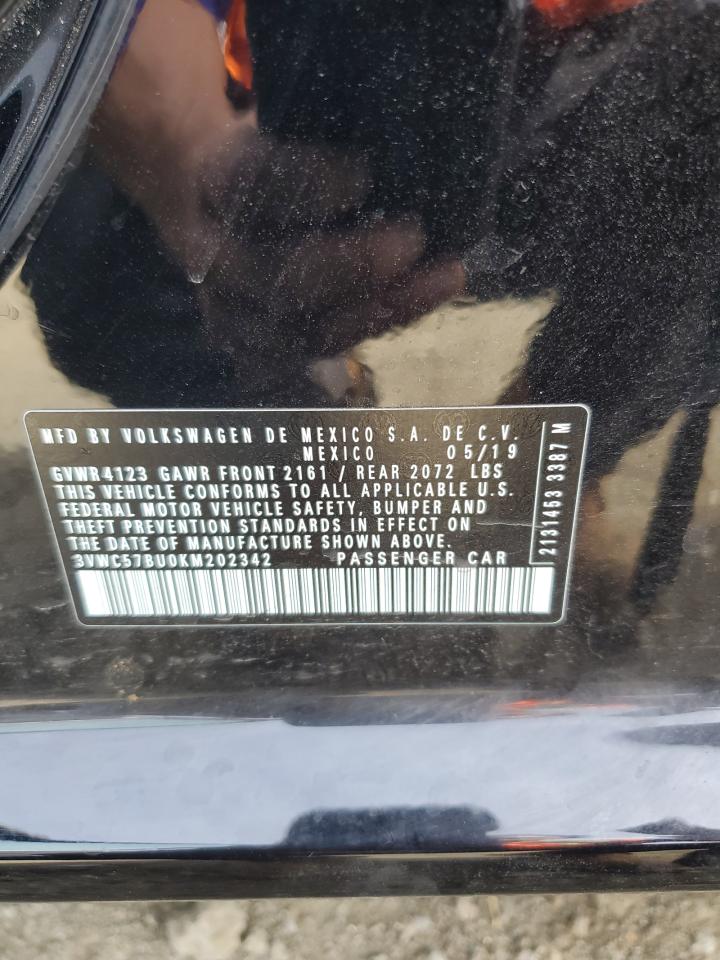 MFD BY VOLKSWAGEN DE MEXICO S.A. DE C.V.
MEXICO 05/19
GVWR4123 GAWR FRONT 2161 / REAR 2072 LBS
THIS VEHICLE CONFORMS TO ALL APPLICABLE U.S.
FEDERAL MOTOR VEHICLE SAFETY, BUMPER AND
THEFT PREVENTION STANDARDS IN EFFECT ON
THE DATE OF MANUFACTURE SHOWN ABOVE.
3VWC57BU0KM202342 PASSENGER CAR
2131453 3387 M